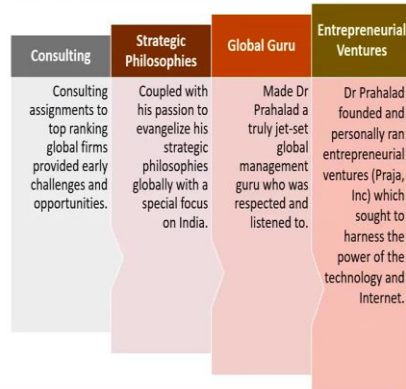 Consulting
Consulting
assignments to
top ranking
global firms
provided early
challenges and
opportunities.
Strategic
Philosophies
Coupled with
his passion to
evangelize his
strategic
philosophies
globally with a
special focus
on India.
Global Guru
Made Dr
Prahalad a
truly jet-set
global
management
guru who was
respected and
listened to.
Entrepreneurial
Ventures
Dr Prahalad
founded and
personally ran
entrepreneurial
ventures (Praja,
Inc) which
sought to
harness the
power of the
technology and
Internet.